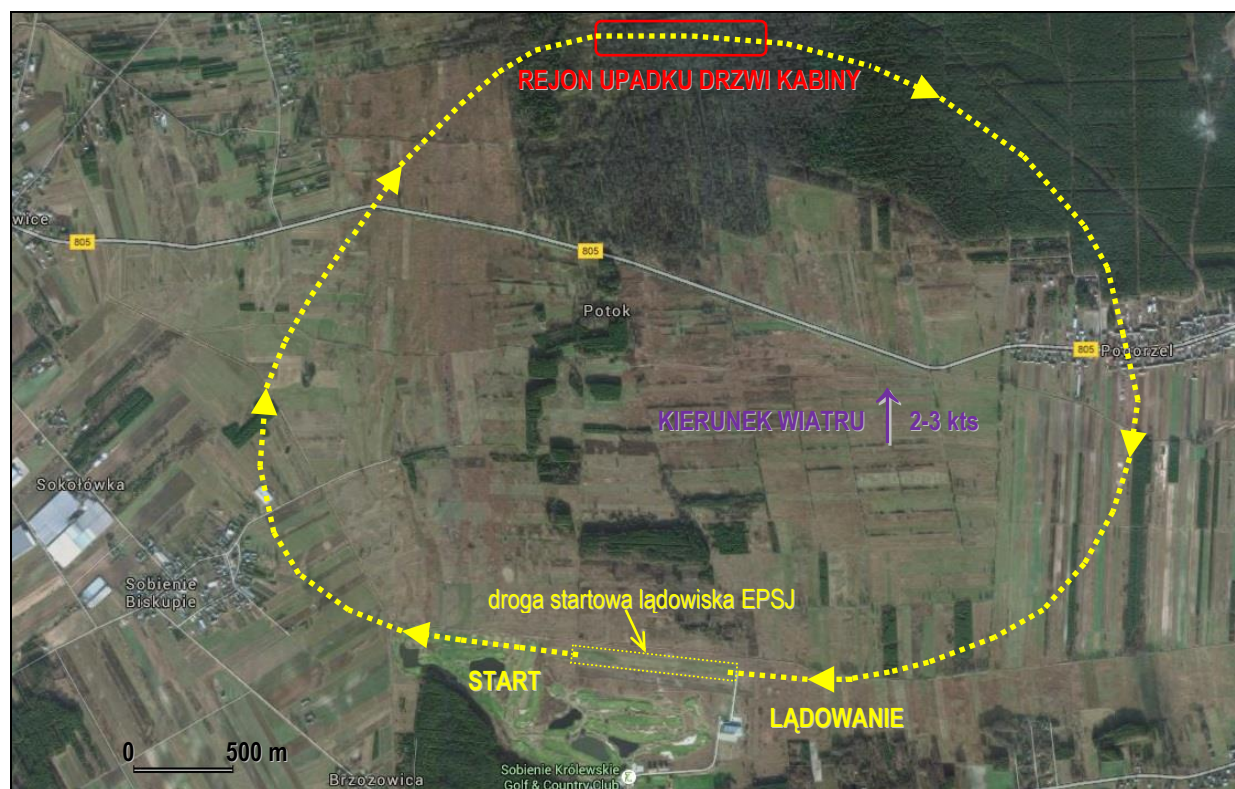 REJON UPADKU DRZWI KABINY
wice
805
805
Potok
805
Podorzel
KIERUNEK WIATRU
2-3 kts
Sokołówka
Sobienie
Biskupie
droga startowa lądowiska EPSJ
START
LĄDOWANIE
0
500 m
Brzozowica
Sobienie Królewskie
Golf & Country Club